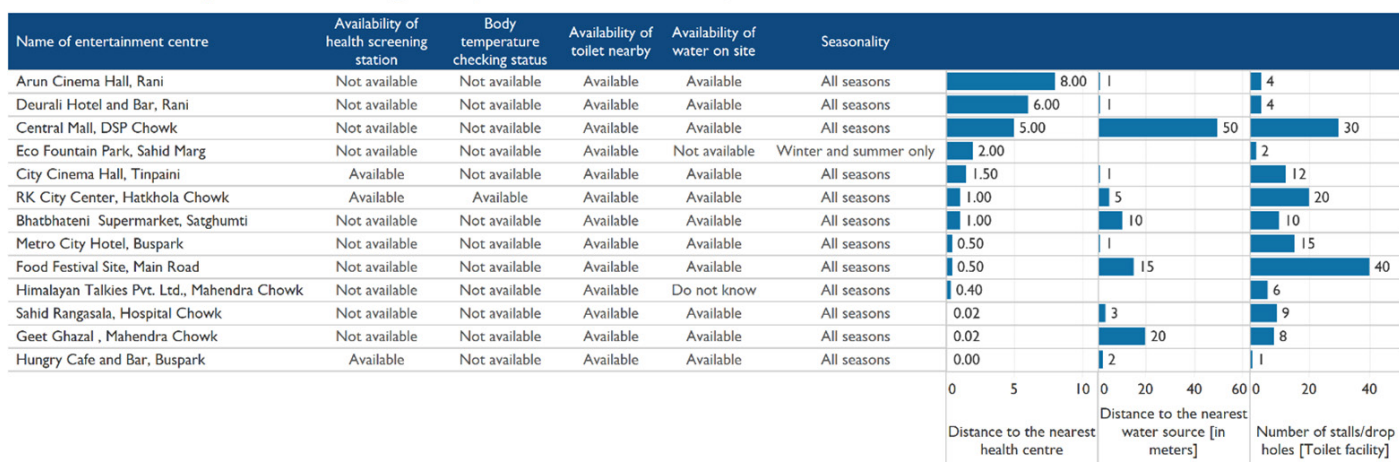 Name of entertainment centre
Availability of
health screening
station
Body
temperature
checking status
Availability of
toilet nearby
Availability of
water on site
Seasonality
Arun Cinema Hall, Rani Not available Not available Available Available All seasons 8.00 1 4
Deurali Hotel and Bar, Rani Not available Not available Available Available All seasons 6.00 1 4
Central Mall, DSP Chowk Not available Not available Available Available All seasons 5.00 50 30
Eco Fountain Park, Sahid Marg Not available Not available Available Not available Winter and summer only 2.00 2
City Cinema Hall, Tinpaini Available Not available Available Available All seasons 1.50 1 12
RK City Center, Hatkhola Chowk Available Available Available Available All seasons 1.00 5 20
Bhatbhateni Supermarket, Satghumti Not available Not available Available Available All seasons 1.00 10 10
Metro City Hotel, Buspark Not available Not available Available Available All seasons 0.50 1 15
Food Festival Site, Main Road Not available Not available Available Available All seasons 0.50 15 40
Himalayan Talkies Pvt. Ltd., Mahendra Chowk Not available Not available Available Do not know All seasons 0.40 6
Sahid Rangasala, Hospital Chowk Not available Not available Available Available All seasons 0.02 3 9
Geet Ghazal , Mahendra Chowk Not available Not available Available Available All seasons 0.02 20 8
Hungry Cafe and Bar, Buspark Available Not available Available Available All seasons 0.00 2 1
0 5 10 0 20 40 60 0 20 40
Distance to the nearest
health centre
Distance to the nearest
water source [in
meters]
Number of stalls/drop
holes [Toilet facility]